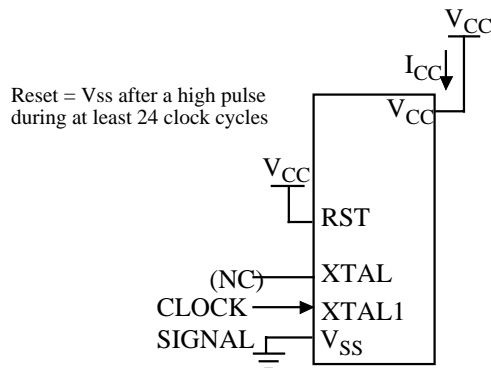 VCC
ICC
Reset = Vss after a high pulse
during at least 24 clock cycles
VCC
VCC
RST
(NC)
XTAL
CLOCK
XTAL1
SIGNAL
VSS